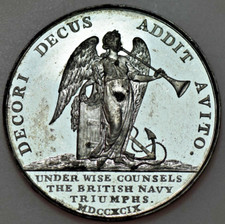 DECORI DECUS ADDIT AVITO.
UNDER WISE COUNSELS
THE BRITISH NAVY
TRIUMPHS.
MDCCXCIX